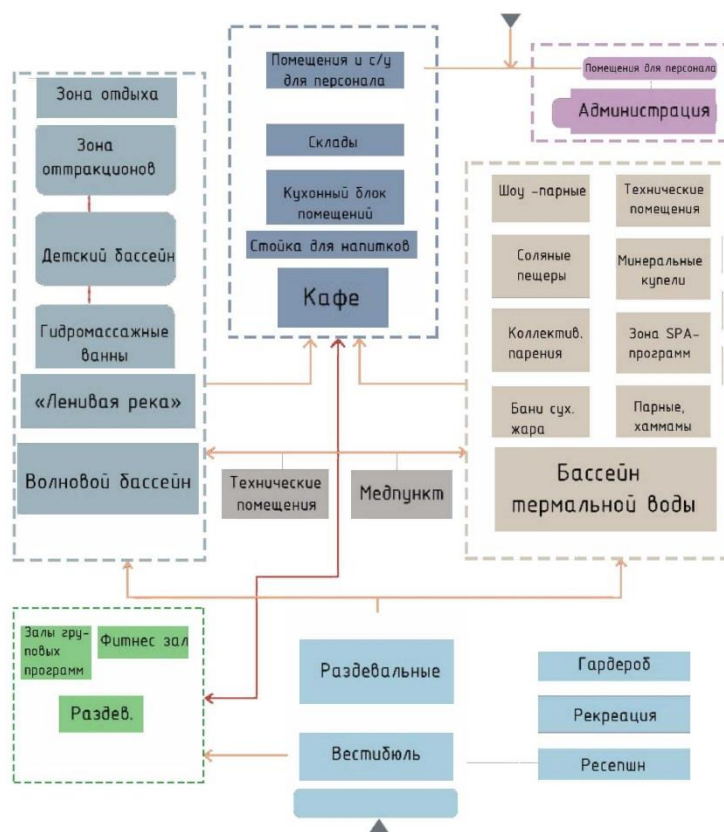 Зона отдыха
Зона
оттракционов
Детский бассейн
Гидромассажные
ванны
«Ленивая река»
Волновой бассейн
Помещения и с/у
для персонала
Склады
Кухонный блок
помещений
Стойка для напитков
Кафе
Помещения для персонала
Администрация
Шоу -парные
Технические
помещения
Соляные
пещеры
Минеральные
купели
Коллектив.
парения
Зона SPA-
программ
Бани сух.
жара
Парные,
хаммамы
Бассейн
термальной воды
Технические
помещения
Медпункт
Залы гру-
повых
программ
Фитнес зал
Раздев.
Раздевальные
Вестибюль
Гардероб
Рекреация
Ресепшн